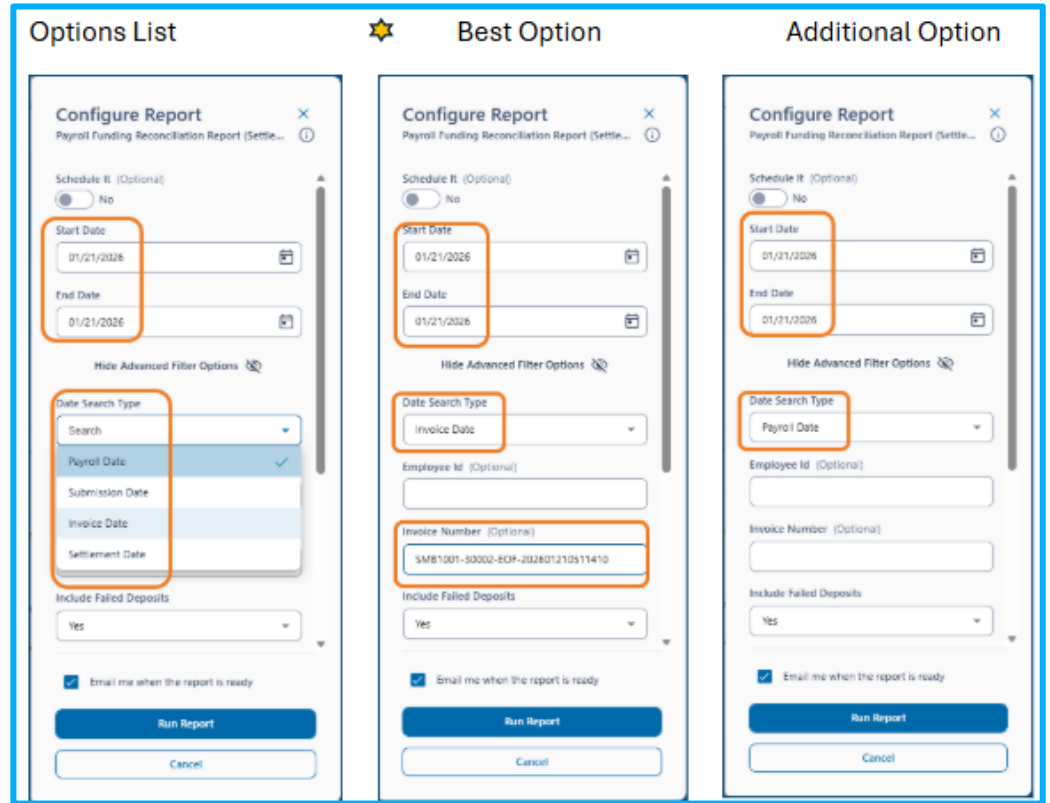 Options List
Best Option
Additional Option
Configure Report
Payroll Funding Reconciliation Report (Settle...
Schedule It (Optional)
No
Start Date
01/21/2026
End Date
01/21/2026
Hide Advanced Filter Options
Date Search Type
Search
Payroll Date
Submission Date
Invoice Date
Settlement Date
Include Failed Deposits
Yes
Email me when the report is ready
Run Report
Cancel
Configure Report
Payroll Funding Reconciliation Report (Settle...
Schedule It (Optional)
No
Start Date
01/21/2026
End Date
01/21/2026
Hide Advanced Filter Options
Date Search Type
Invoice Date
Employee Id (Optional)
Invoice Number (Optional)
SMB1001-30002-EOF-202601210511410
Include Failed Deposits
Yes
Email me when the report is ready
Run Report
Cancel
Configure Report
Payroll Funding Reconciliation Report (Settle...
Schedule It (Optional)
No
Start Date
01/21/2026
End Date
01/21/2026
Hide Advanced Filter Options
Date Search Type
Payroll Date
Employee Id (Optional)
Invoice Number (Optional)
Include Failed Deposits
Yes
Email me when the report is ready
Run Report
Cancel